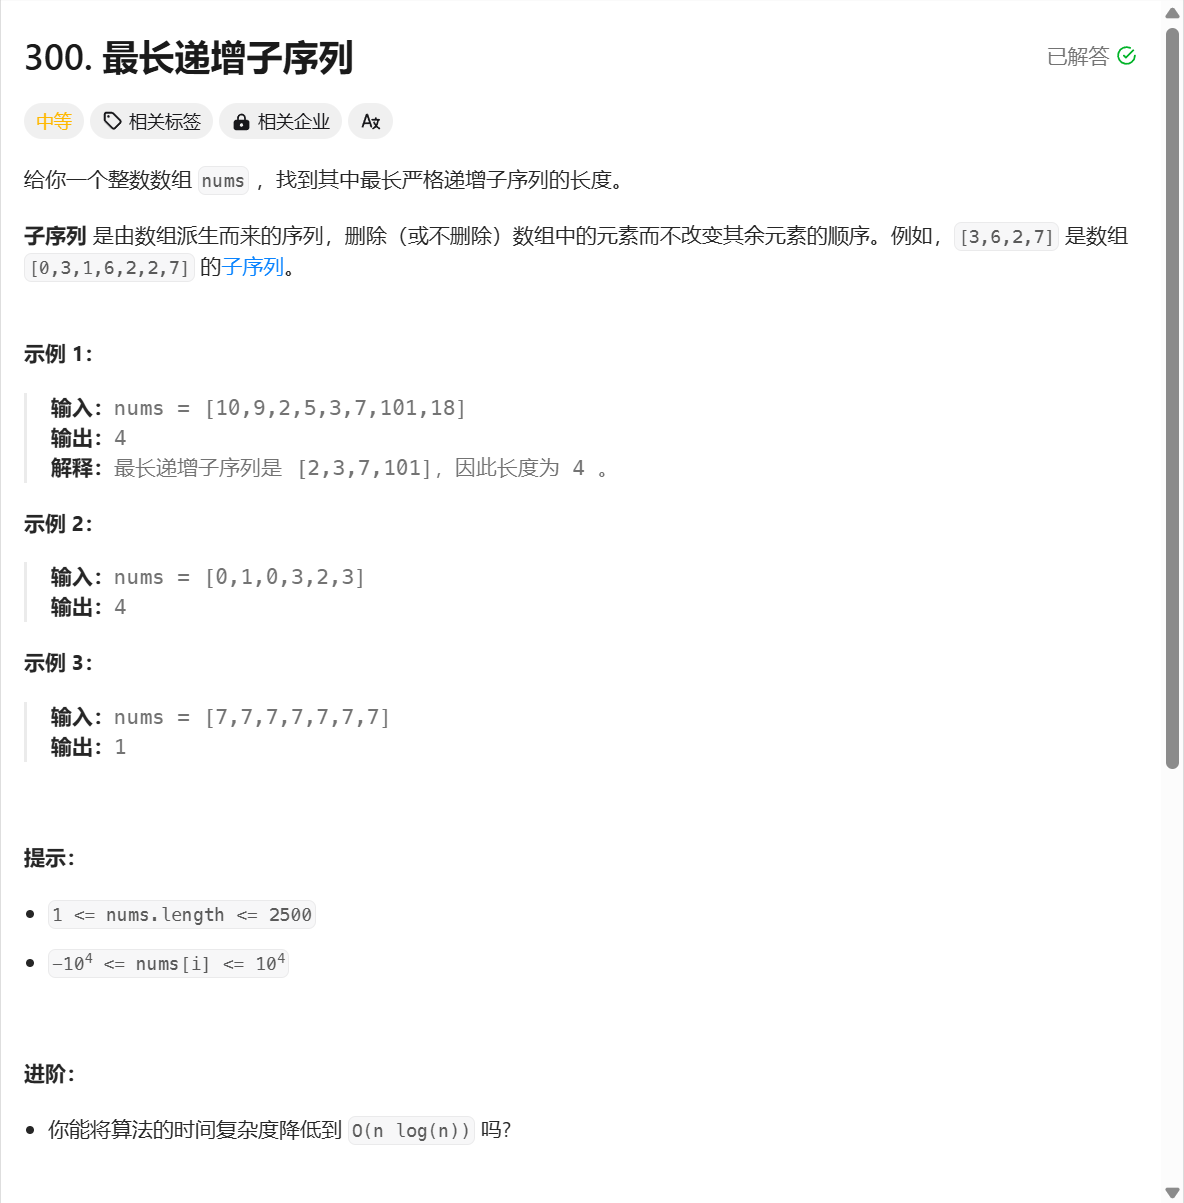 300. 最长递增子序列
已解答
中等 相关标签 相关企业 A文
给你一个整数数组 nums ，找到其中最长严格递增子序列的长度。
子序列 是由数组派生而来的序列，删除（或不删除）数组中的元素而不改变其余元素的顺序。例如，[3,6,2,7] 是数组
[0,3,1,6,2,2,7] 的子序列。
示例 1：
输入：nums = [10,9,2,5,3,7,101,18]
输出：4
解释：最长递增子序列是 [2,3,7,101]，因此长度为 4 。
示例 2：
输入：nums = [0,1,0,3,2,3]
输出：4
示例 3：
输入：nums = [7,7,7,7,7,7,7]
输出：1
提示：
1 <= nums.length <= 2500
-10⁴ <= nums[i] <= 10⁴
进阶：
你能将算法的时间复杂度降低到 O(n log(n)) 吗?